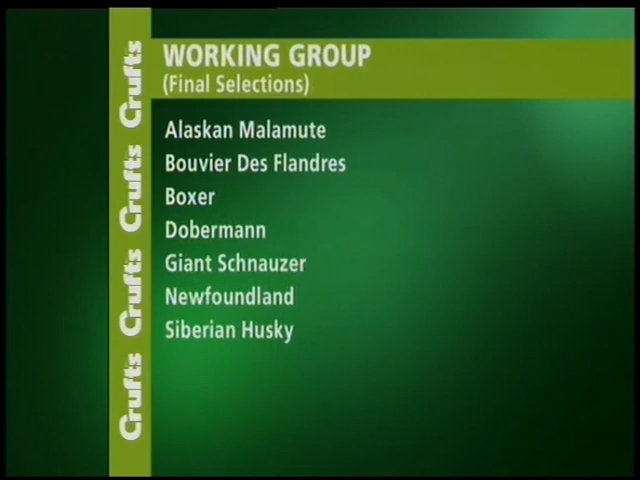 WORKING GROUP
(Final Selections)
Alaskan Malamute
Bouvier Des Flandres
Boxer
Dobermann
Giant Schnauzer
Newfoundland
Siberian Husky
Crufts
Crufts
Crufts
Crufts